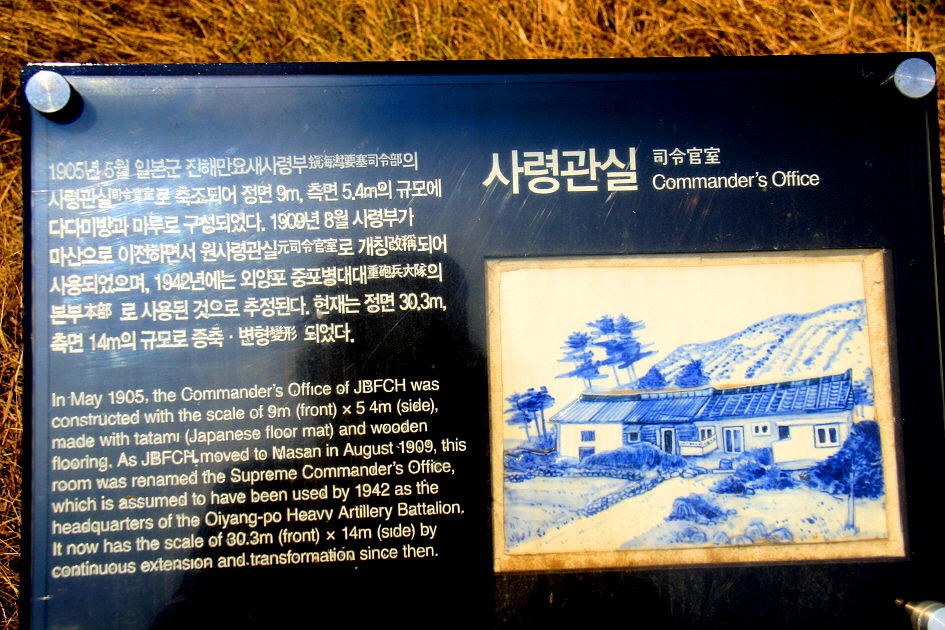 사령관실 司令官室
Commander's Office
1905년 5월 일본군 진해만요새사령부鎭海灣要塞司令部의
사령관실司令官室로 축조되어 정면 9m, 측면 5.4m의 규모에
다다미방과 마루로 구성되었다. 1909년 8월 사령부가
마산으로 이전하면서 원사령관실元司令官室로 개칭改稱되어
사용되었으며, 1942년에는 외양포 중포병대대重砲兵大隊의
본부本部 로 사용된 것으로 추정된다. 현재는 정면 30.3m,
측면 14m의 규모로 증축 · 변형變形 되었다.
In May 1905, the Commander's Office of JBFCH was
constructed with the scale of 9m (front) × 5 4m (side),
made with tatami (Japanese floor mat) and wooden
flooring. As JBFCH moved to Masan in August 1909, this
room was renamed the Supreme Commander's Office,
which is assumed to have been used by 1942 as the
headquarters of the Oiyang-po Heavy Artillery Battalion.
It now has the scale of 30.3m (front) × 14m (side) by
continuous extension and transformation since then.